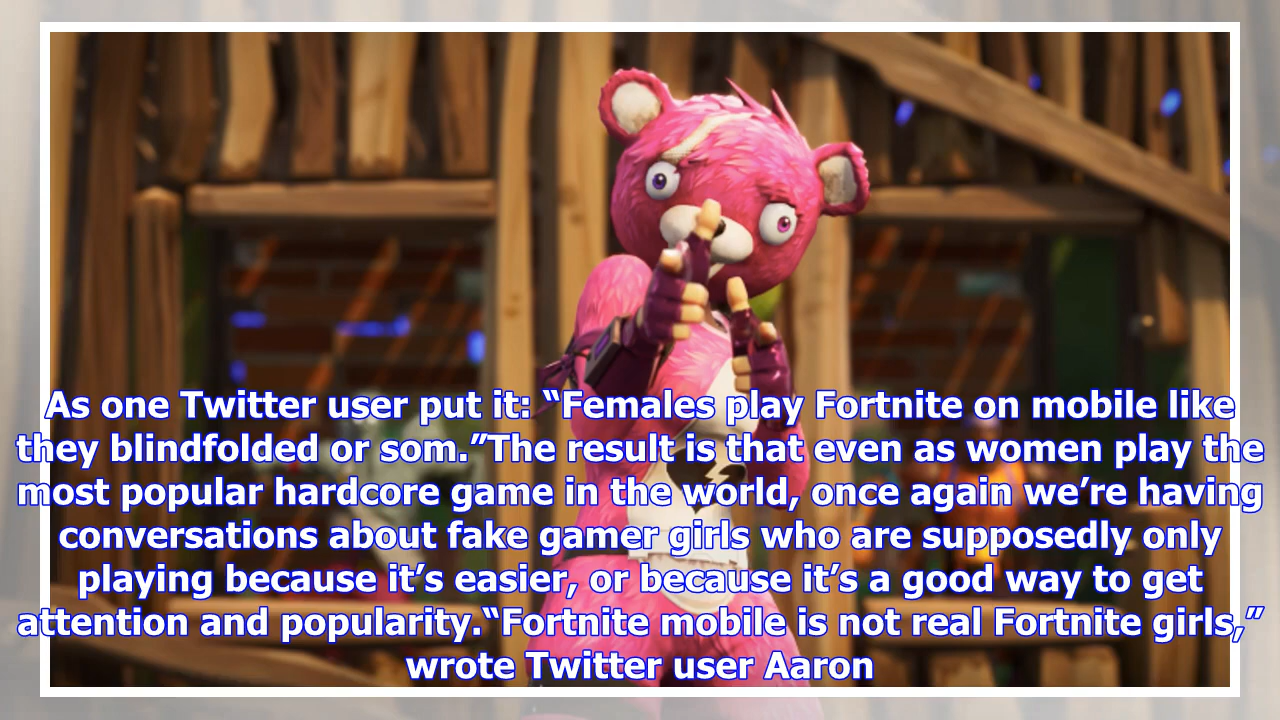 As one Twitter user put it: “Females play Fortnite on mobile like
they blindfolded or som.”The result is that even as women play the
most popular hardcore game in the world, once again we’re having
conversations about fake gamer girls who are supposedly only
playing because it’s easier, or because it’s a good way to get
attention and popularity.“Fortnite mobile is not real Fortnite girls,”
wrote Twitter user Aaron